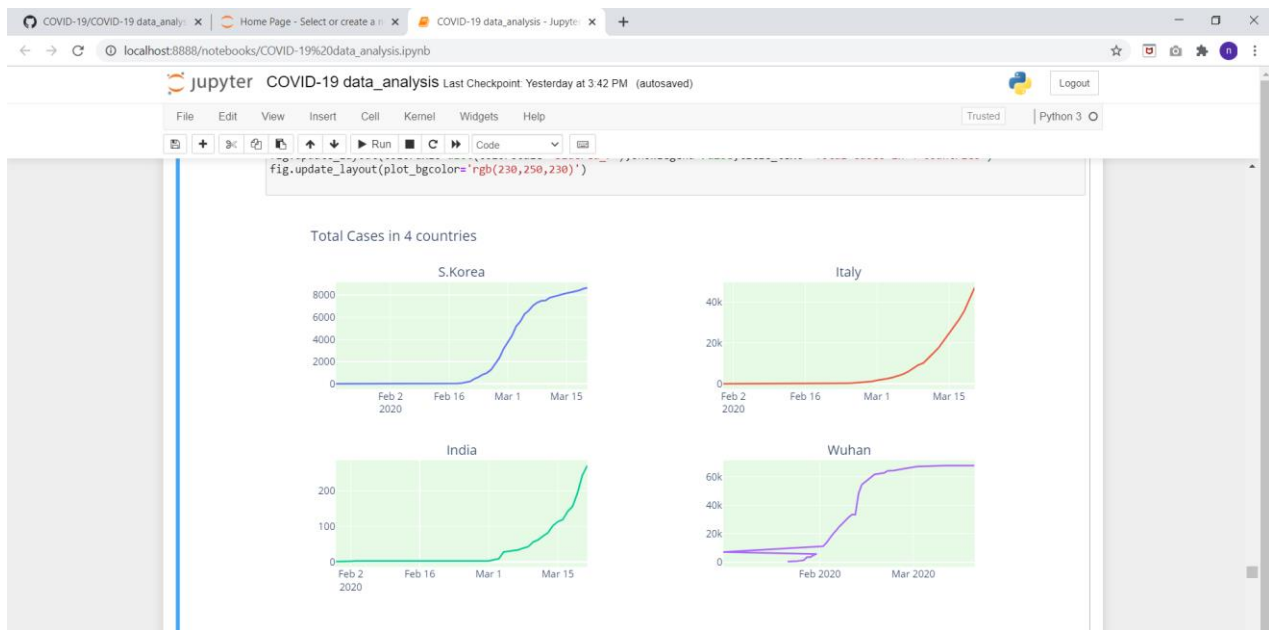 COVID-19/COVID-19 data_analy
Home Page - Select or create a n
COVID-19 data_analysis - Jupyter
localhost:8888/notebooks/COVID-19%20data_analysis.ipynb
n
jupyter COVID-19 data_analysis Last Checkpoint: Yesterday at 3:42 PM (autosaved)
Logout
File Edit View Insert Cell Kernel Widgets Help
Trusted
Python 3
Run
Code
fig.update_layout(plot_bgcolor='rgb(230,250,230)')
Total Cases in 4 countries
S.Korea
8000
6000
4000
2000
0
Feb 2 Feb 16 Mar 1 Mar 15
2020
Italy
40k
20k
0
Feb 2 Feb 16 Mar 1 Mar 15
2020
India
200
100
0
Feb 2 Feb 16 Mar 1 Mar 15
2020
Wuhan
60k
40k
20k
0
Feb 2020 Mar 2020